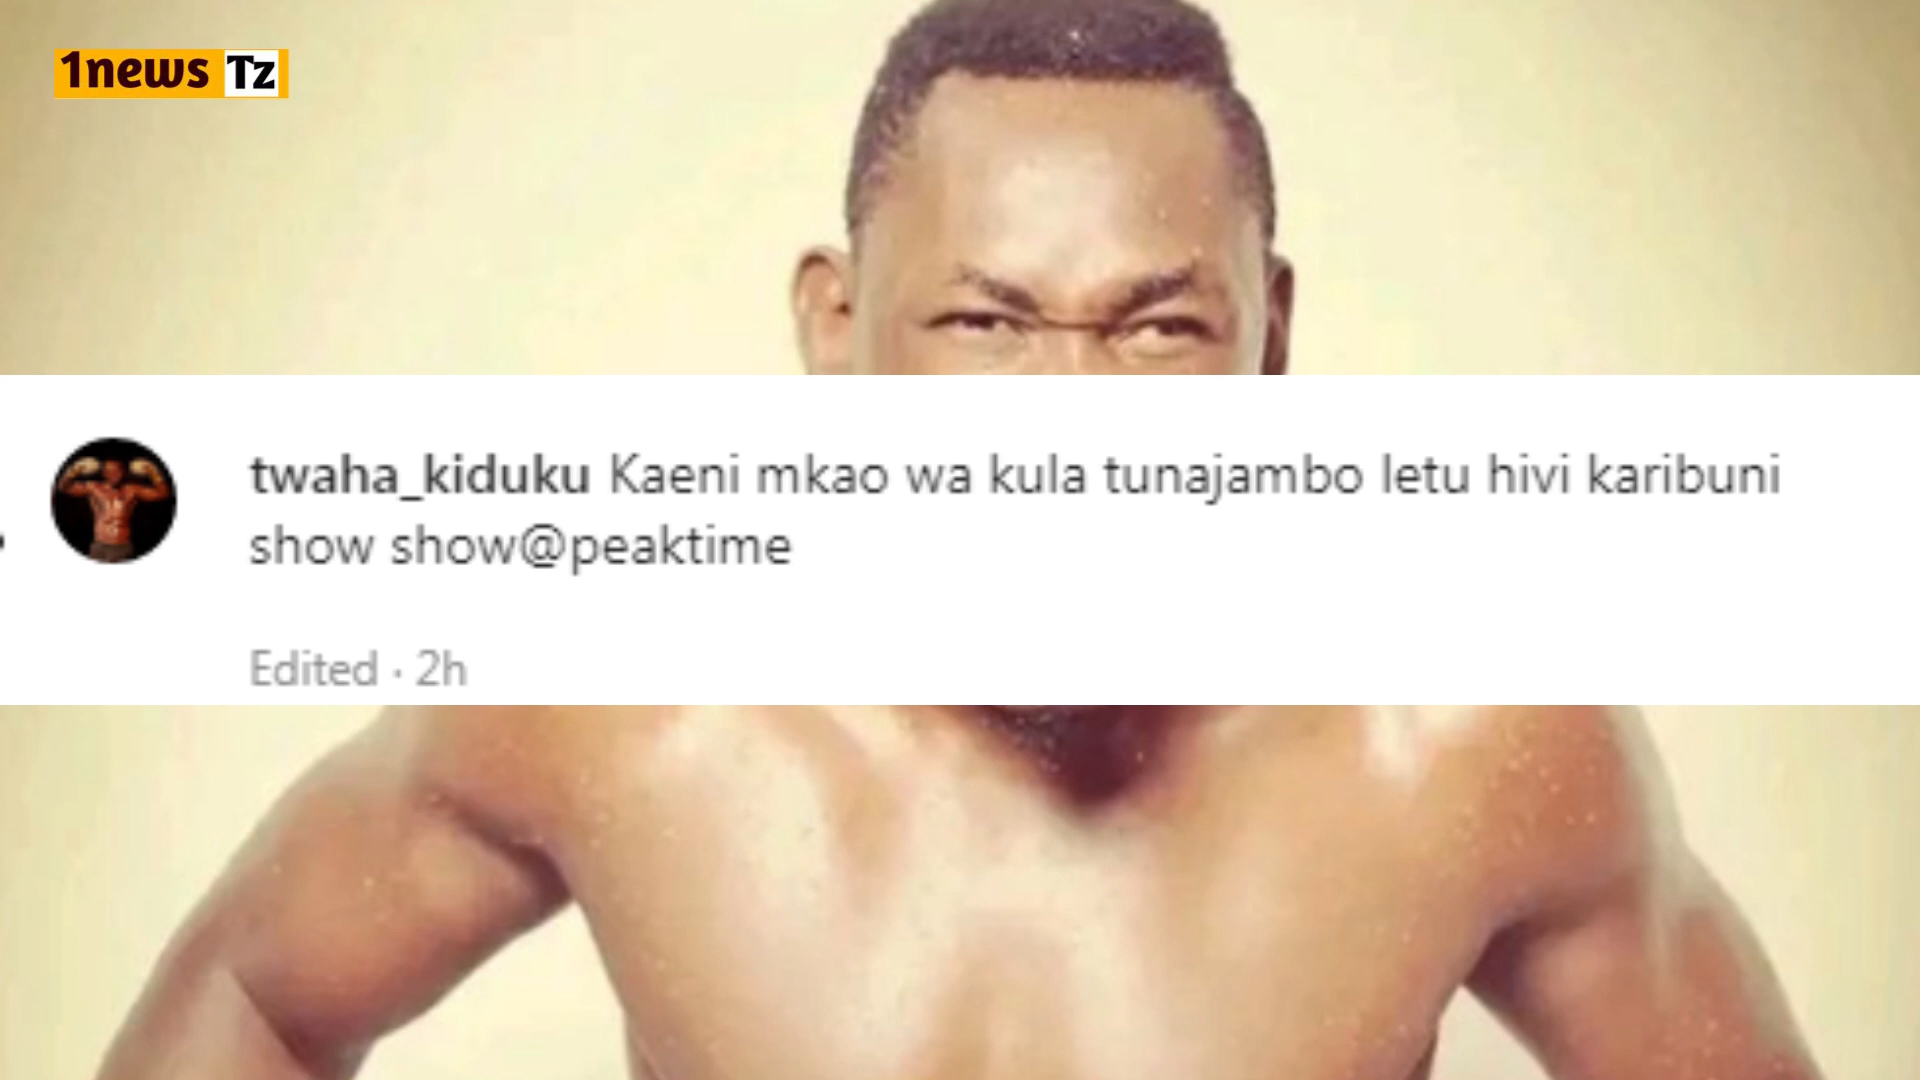 1news Tz
twaha_kiduku Kaeni mkao wa kula tunajambo letu hivi karibuni
show show@peaktime
Edited · 2h